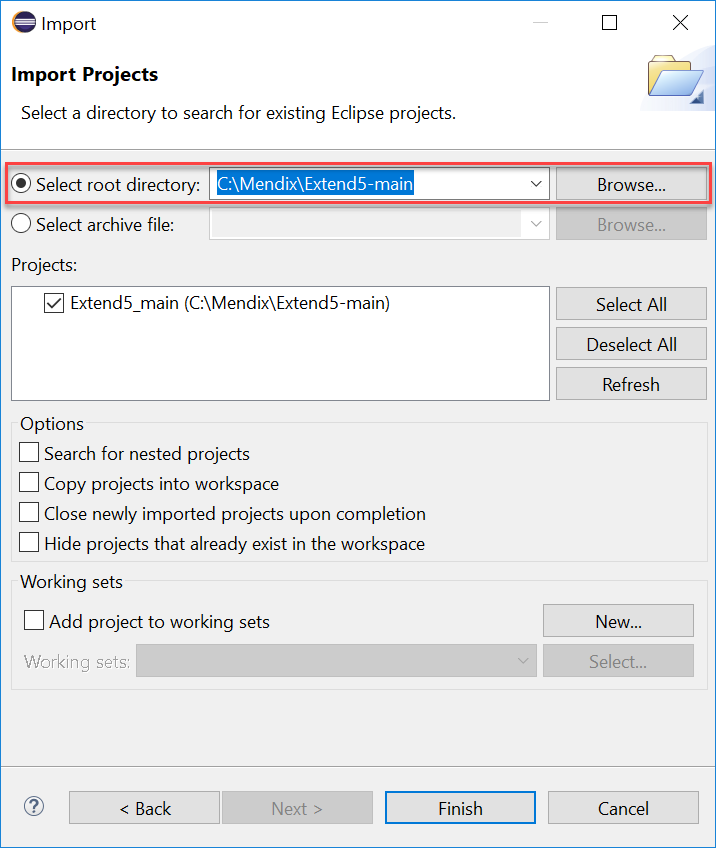 Import
Import Projects
Select a directory to search for existing Eclipse projects.
Select root directory: C:\Mendix\Extend5-main Browse...
Select archive file: Browse...
Projects:
Extend5_main (C:\Mendix\Extend5-main)
Select All
Deselect All
Refresh
Options
Search for nested projects
Copy projects into workspace
Close newly imported projects upon completion
Hide projects that already exist in the workspace
Working sets
Add project to working sets New...
Working sets: Select...
? < Back Next > Finish Cancel